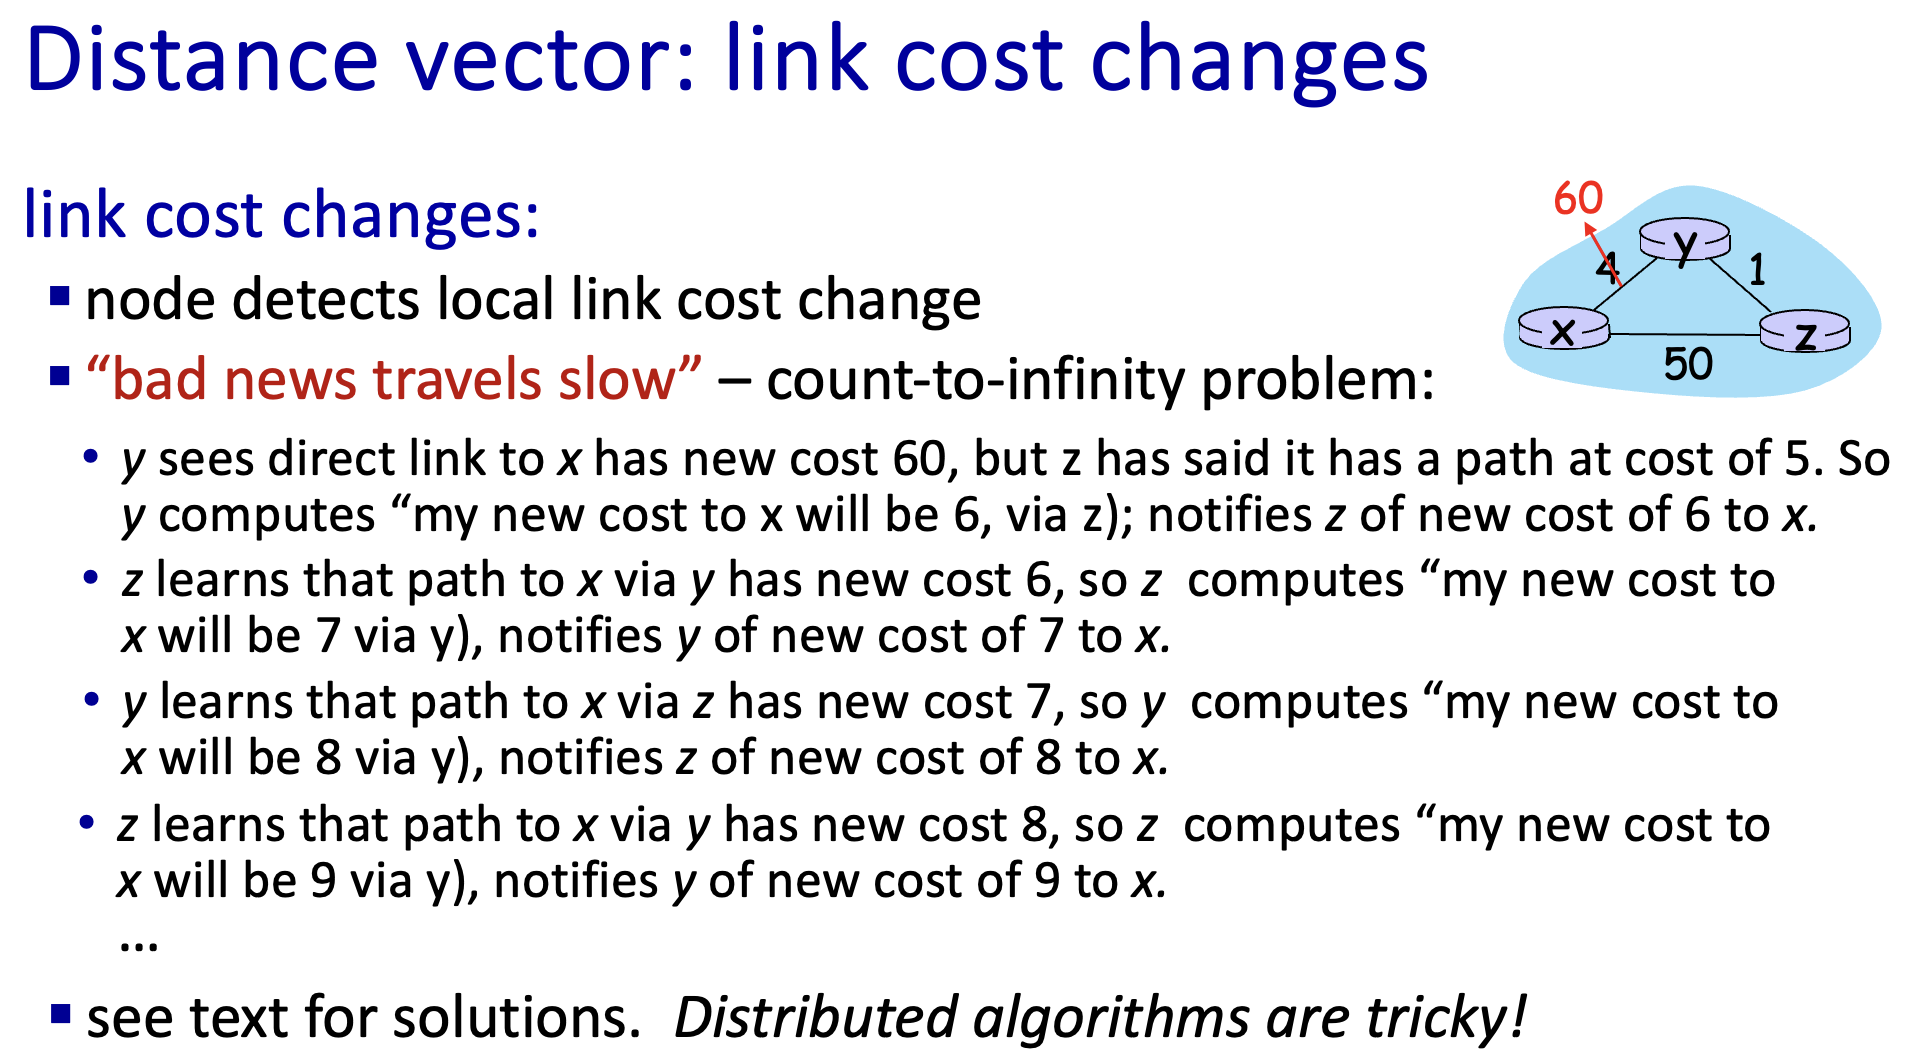 Distance vector: link cost changes
link cost changes:
▪ node detects local link cost change
▪ “bad news travels slow” – count-to-infinity problem:
• y sees direct link to x has new cost 60, but z has said it has a path at cost of 5. So
y computes “my new cost to x will be 6, via z); notifies z of new cost of 6 to x.
• z learns that path to x via y has new cost 6, so z computes “my new cost to
x will be 7 via y), notifies y of new cost of 7 to x.
• y learns that path to x via z has new cost 7, so y computes “my new cost to
x will be 8 via y), notifies z of new cost of 8 to x.
• z learns that path to x via y has new cost 8, so z computes “my new cost to
x will be 9 via y), notifies y of new cost of 9 to x.
...
▪ see text for solutions. Distributed algorithms are tricky!
60
y
4
1
x
z
50